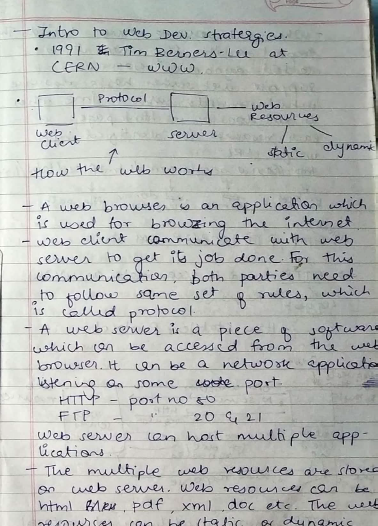 — Intro to Web Dev. stratergies.
• 1991 Tim Berners-Lee at
CERN — WWW.
Protocol
Web
Resources
Web
Client
server
static dynamic
How the web works
- A web browser is an application which
is used for browzing the internet
- Web client communicate with web
server to get its job done For this
communication, both parties need
to follow same set of rules, which
is called protocol.
- A web server is a piece of software
which can be accessed from the web
browser. It can be a network applicatio
listening on some port
HTTP - port no 80
FTP - " 20 & 21
Web server can host multiple app-
lications.
- The multiple web resources are stored
on web server. Web resources can be
html, pdf, xml, doc etc. The web
resources can be static or dynamic